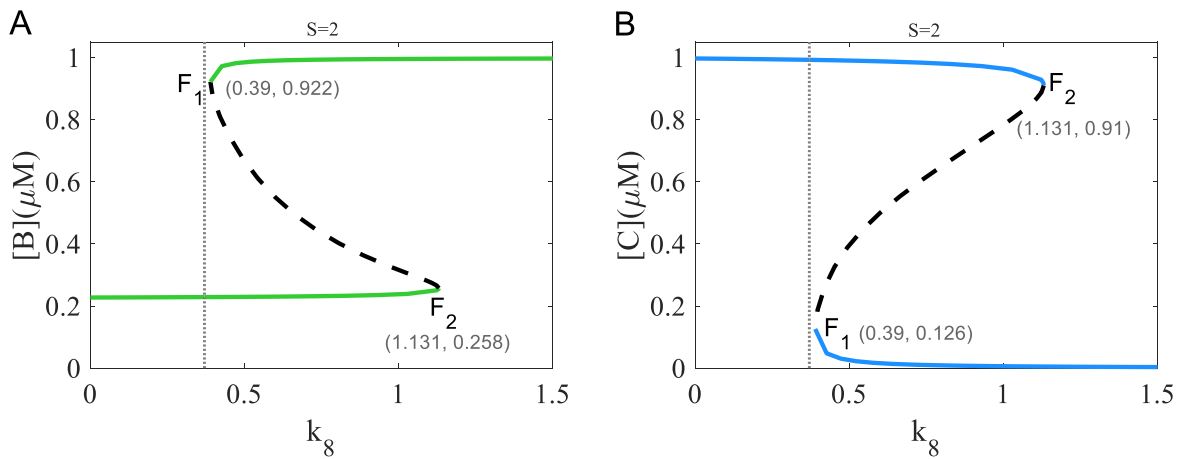 A
S=2
[B](μM)
1
0.8
0.6
0.4
0.2
0
F1
(0.39, 0.922)
F2
(1.131, 0.258)
0 0.5 1 1.5
k8
B
S=2
[C](μM)
1
0.8
0.6
0.4
0.2
0
F2
(1.131, 0.91)
F1 (0.39, 0.126)
0 0.5 1 1.5
k8